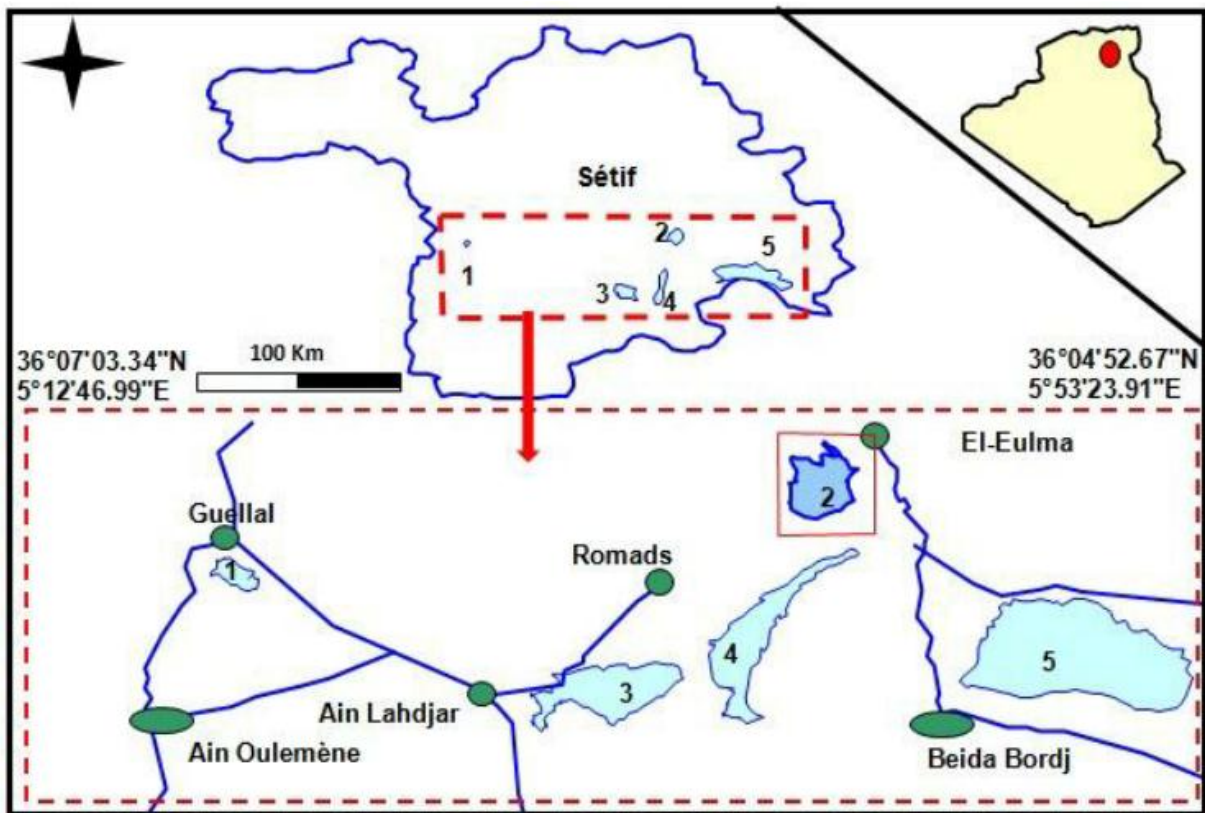 Sétif
2
5
1
3
4
36°07'03.34"N
5°12'46.99"E
100 Km
36°04'52.67"N
5°53'23.91"E
El-Eulma
2
Guellal
1
Romads
4
5
3
Ain Lahdjar
Ain Oulemène
Beida Bordj